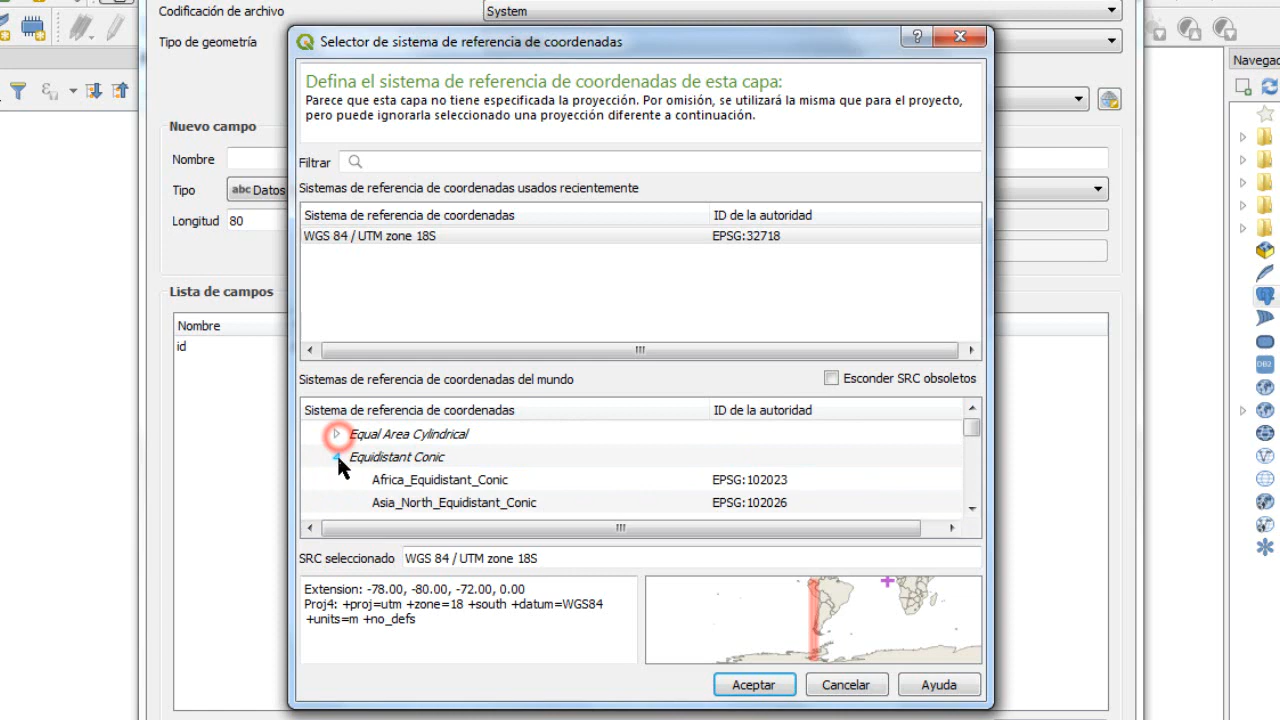 Codificación de archivo
System
Tipo de geometría
Selector de sistema de referencia de coordenadas
Defina el sistema de referencia de coordenadas de esta capa:
Parece que esta capa no tiene especificada la proyección. Por omisión, se utilizará la misma que para el proyecto,
pero puede ignorarla seleccionado una proyección diferente a continuación.
Navegac
Nuevo campo
Nombre
Filtrar
Tipo
abc Datos
Sistemas de referencia de coordenadas usados recientemente
Longitud
80
Sistema de referencia de coordenadas
ID de la autoridad
WGS 84 / UTM zone 18S
EPSG:32718
Lista de campos
Nombre
id
Sistemas de referencia de coordenadas del mundo
Esconder SRC obsoletos
Sistema de referencia de coordenadas
ID de la autoridad
Equal Area Cylindrical
Equidistant Conic
Africa_Equidistant_Conic
EPSG:102023
Asia_North_Equidistant_Conic
EPSG:102026
SRC seleccionado
WGS 84 / UTM zone 18S
Extension: -78.00, -80.00, -72.00, 0.00
Proj4: +proj=utm +zone=18 +south +datum=WGS84
+units=m +no_defs
Aceptar
Cancelar
Ayuda
DB2